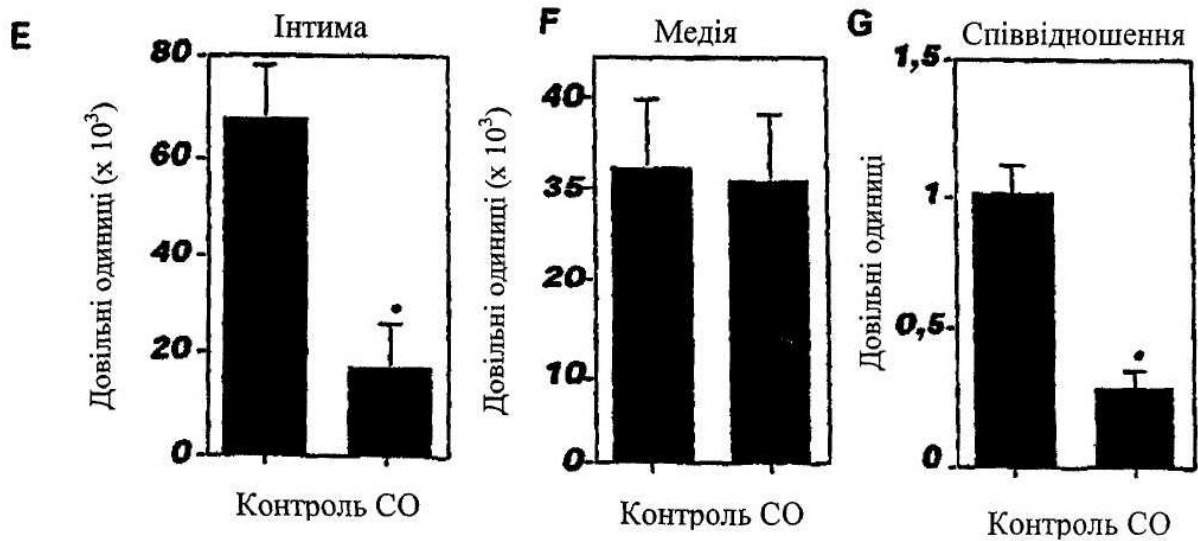 E
Інтима
Довільні одиниці (x 10³)
80
60
40
20
0
Контроль CO
F
Медія
Довільні одиниці (x 10³)
40
35
20
10
0
Контроль CO
G
Співвідношення
Довільні одиниці
1,5
1
0,5
0
Контроль CO